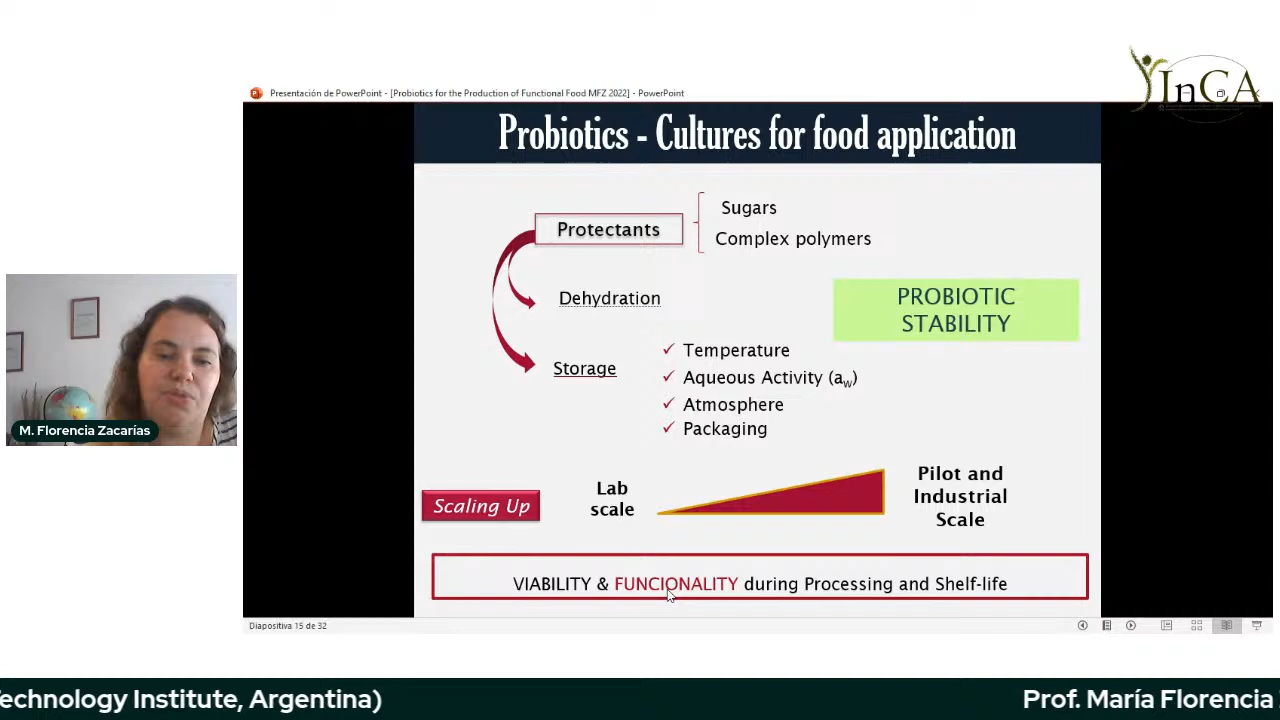 InCA
Presentación de PowerPoint - [Probiotics for the Production of Functional Food MFZ 2022] - PowerPoint
Probiotics - Cultures for food application
Protectants
Sugars
Complex polymers
Dehydration
PROBIOTIC
STABILITY
Storage
✓ Temperature
✓ Aqueous Activity (aw)
✓ Atmosphere
✓ Packaging
M. Florencia Zacarías
Scaling Up
Lab
scale
Pilot and
Industrial
Scale
VIABILITY & FUNCIONALITY during Processing and Shelf-life
Diapositiva 15 de 32
Technology Institute, Argentina)
Prof. María Florencia